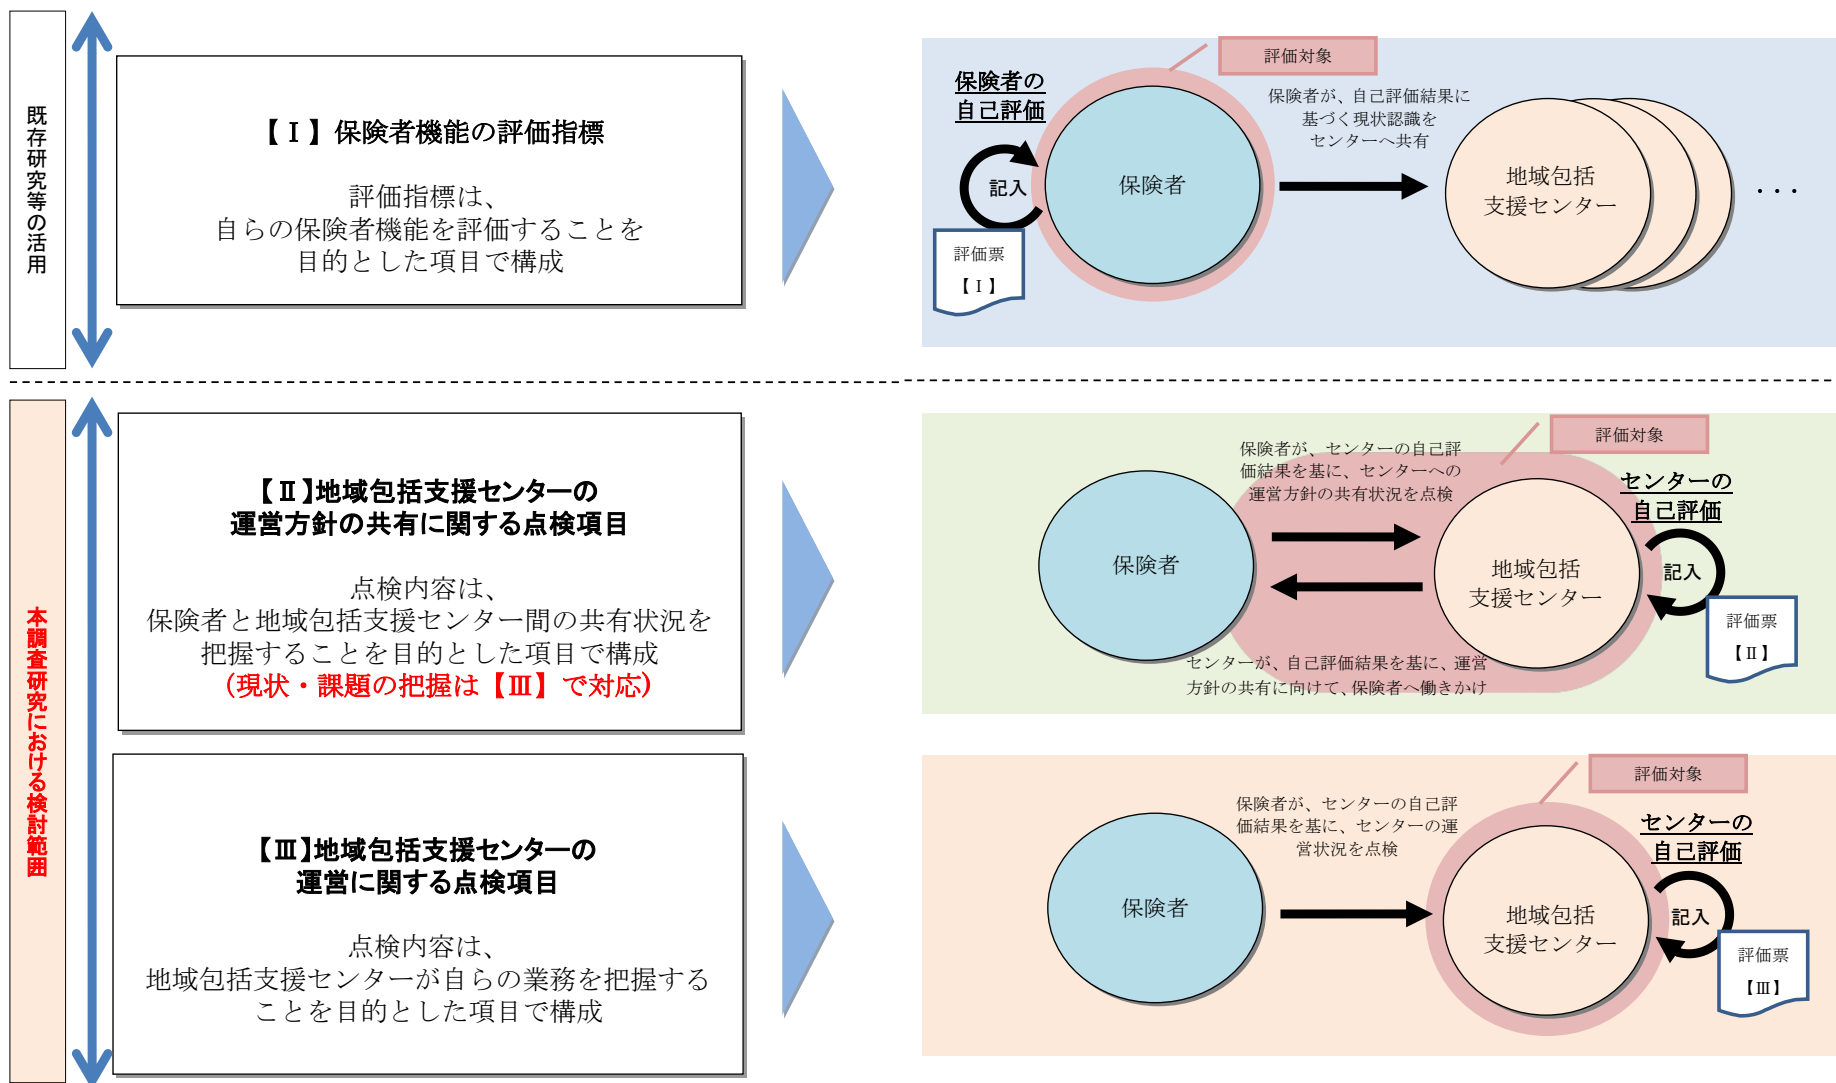 既存研究等の活用
【Ⅰ】保険者機能の評価指標
評価指標は、
自らの保険者機能を評価することを
目的とした項目で構成
評価対象
保険者の
自己評価
記入
評価票
【Ⅰ】
保険者
保険者が、自己評価結果に
基づく現状認識を
センターへ共有
地域包括
支援センター
・・・
本調査研究における検討範囲
【Ⅱ】地域包括支援センターの
運営方針の共有に関する点検項目
点検内容は、
保険者と地域包括支援センター間の共有状況を
把握することを目的とした項目で構成
(現状・課題の把握は【Ⅲ】で対応)
評価対象
保険者が、センターの自己評
価結果を基に、センターへの
運営方針の共有状況を点検
保険者
地域包括
支援センター
センターの
自己評価
記入
評価票
【Ⅱ】
センターが、自己評価結果を基に、運営
方針の共有に向けて、保険者へ働きかけ
【Ⅲ】地域包括支援センターの
運営に関する点検項目
点検内容は、
地域包括支援センターが自らの業務を把握する
ことを目的とした項目で構成
評価対象
保険者が、センターの自己評
価結果を基に、センターの運
営状況を点検
保険者
地域包括
支援センター
センターの
自己評価
記入
評価票
【Ⅲ】